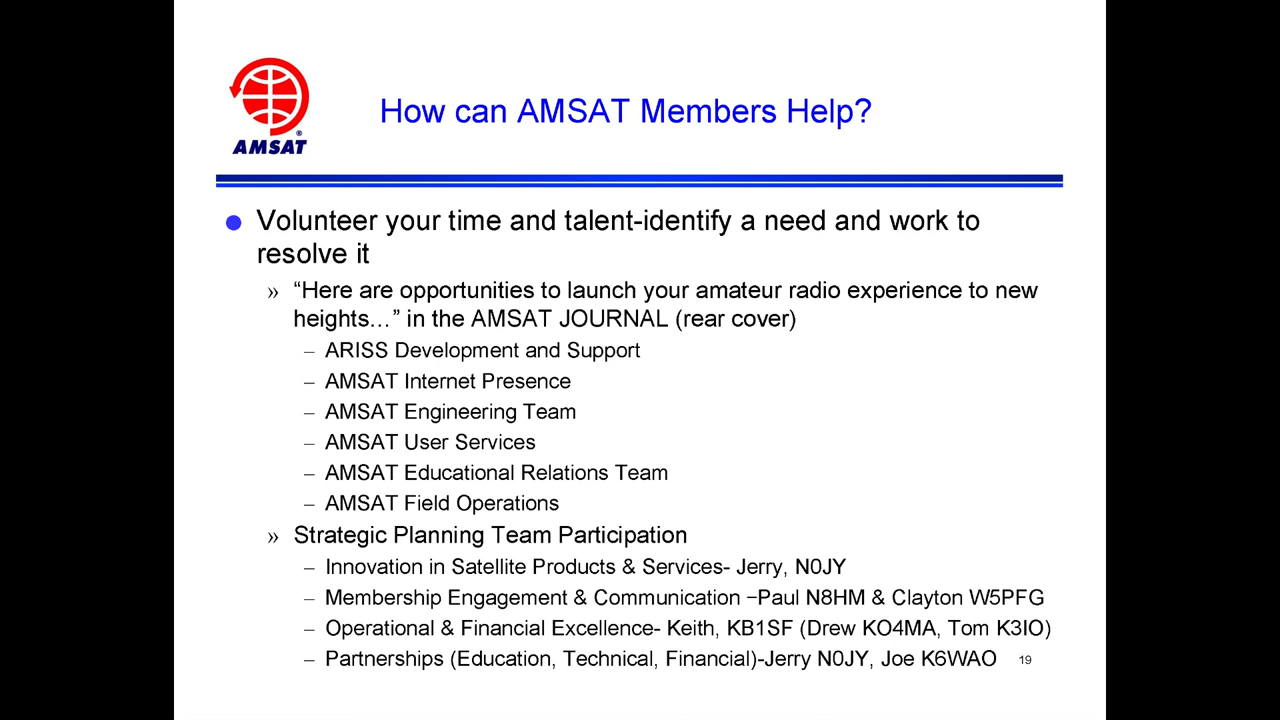 AMSAT®
How can AMSAT Members Help?
● Volunteer your time and talent-identify a need and work to
resolve it
» “Here are opportunities to launch your amateur radio experience to new
heights…” in the AMSAT JOURNAL (rear cover)
– ARISS Development and Support
– AMSAT Internet Presence
– AMSAT Engineering Team
– AMSAT User Services
– AMSAT Educational Relations Team
– AMSAT Field Operations
» Strategic Planning Team Participation
– Innovation in Satellite Products & Services- Jerry, N0JY
– Membership Engagement & Communication –Paul N8HM & Clayton W5PFG
– Operational & Financial Excellence- Keith, KB1SF (Drew KO4MA, Tom K3IO)
– Partnerships (Education, Technical, Financial)-Jerry N0JY, Joe K6WAO
19